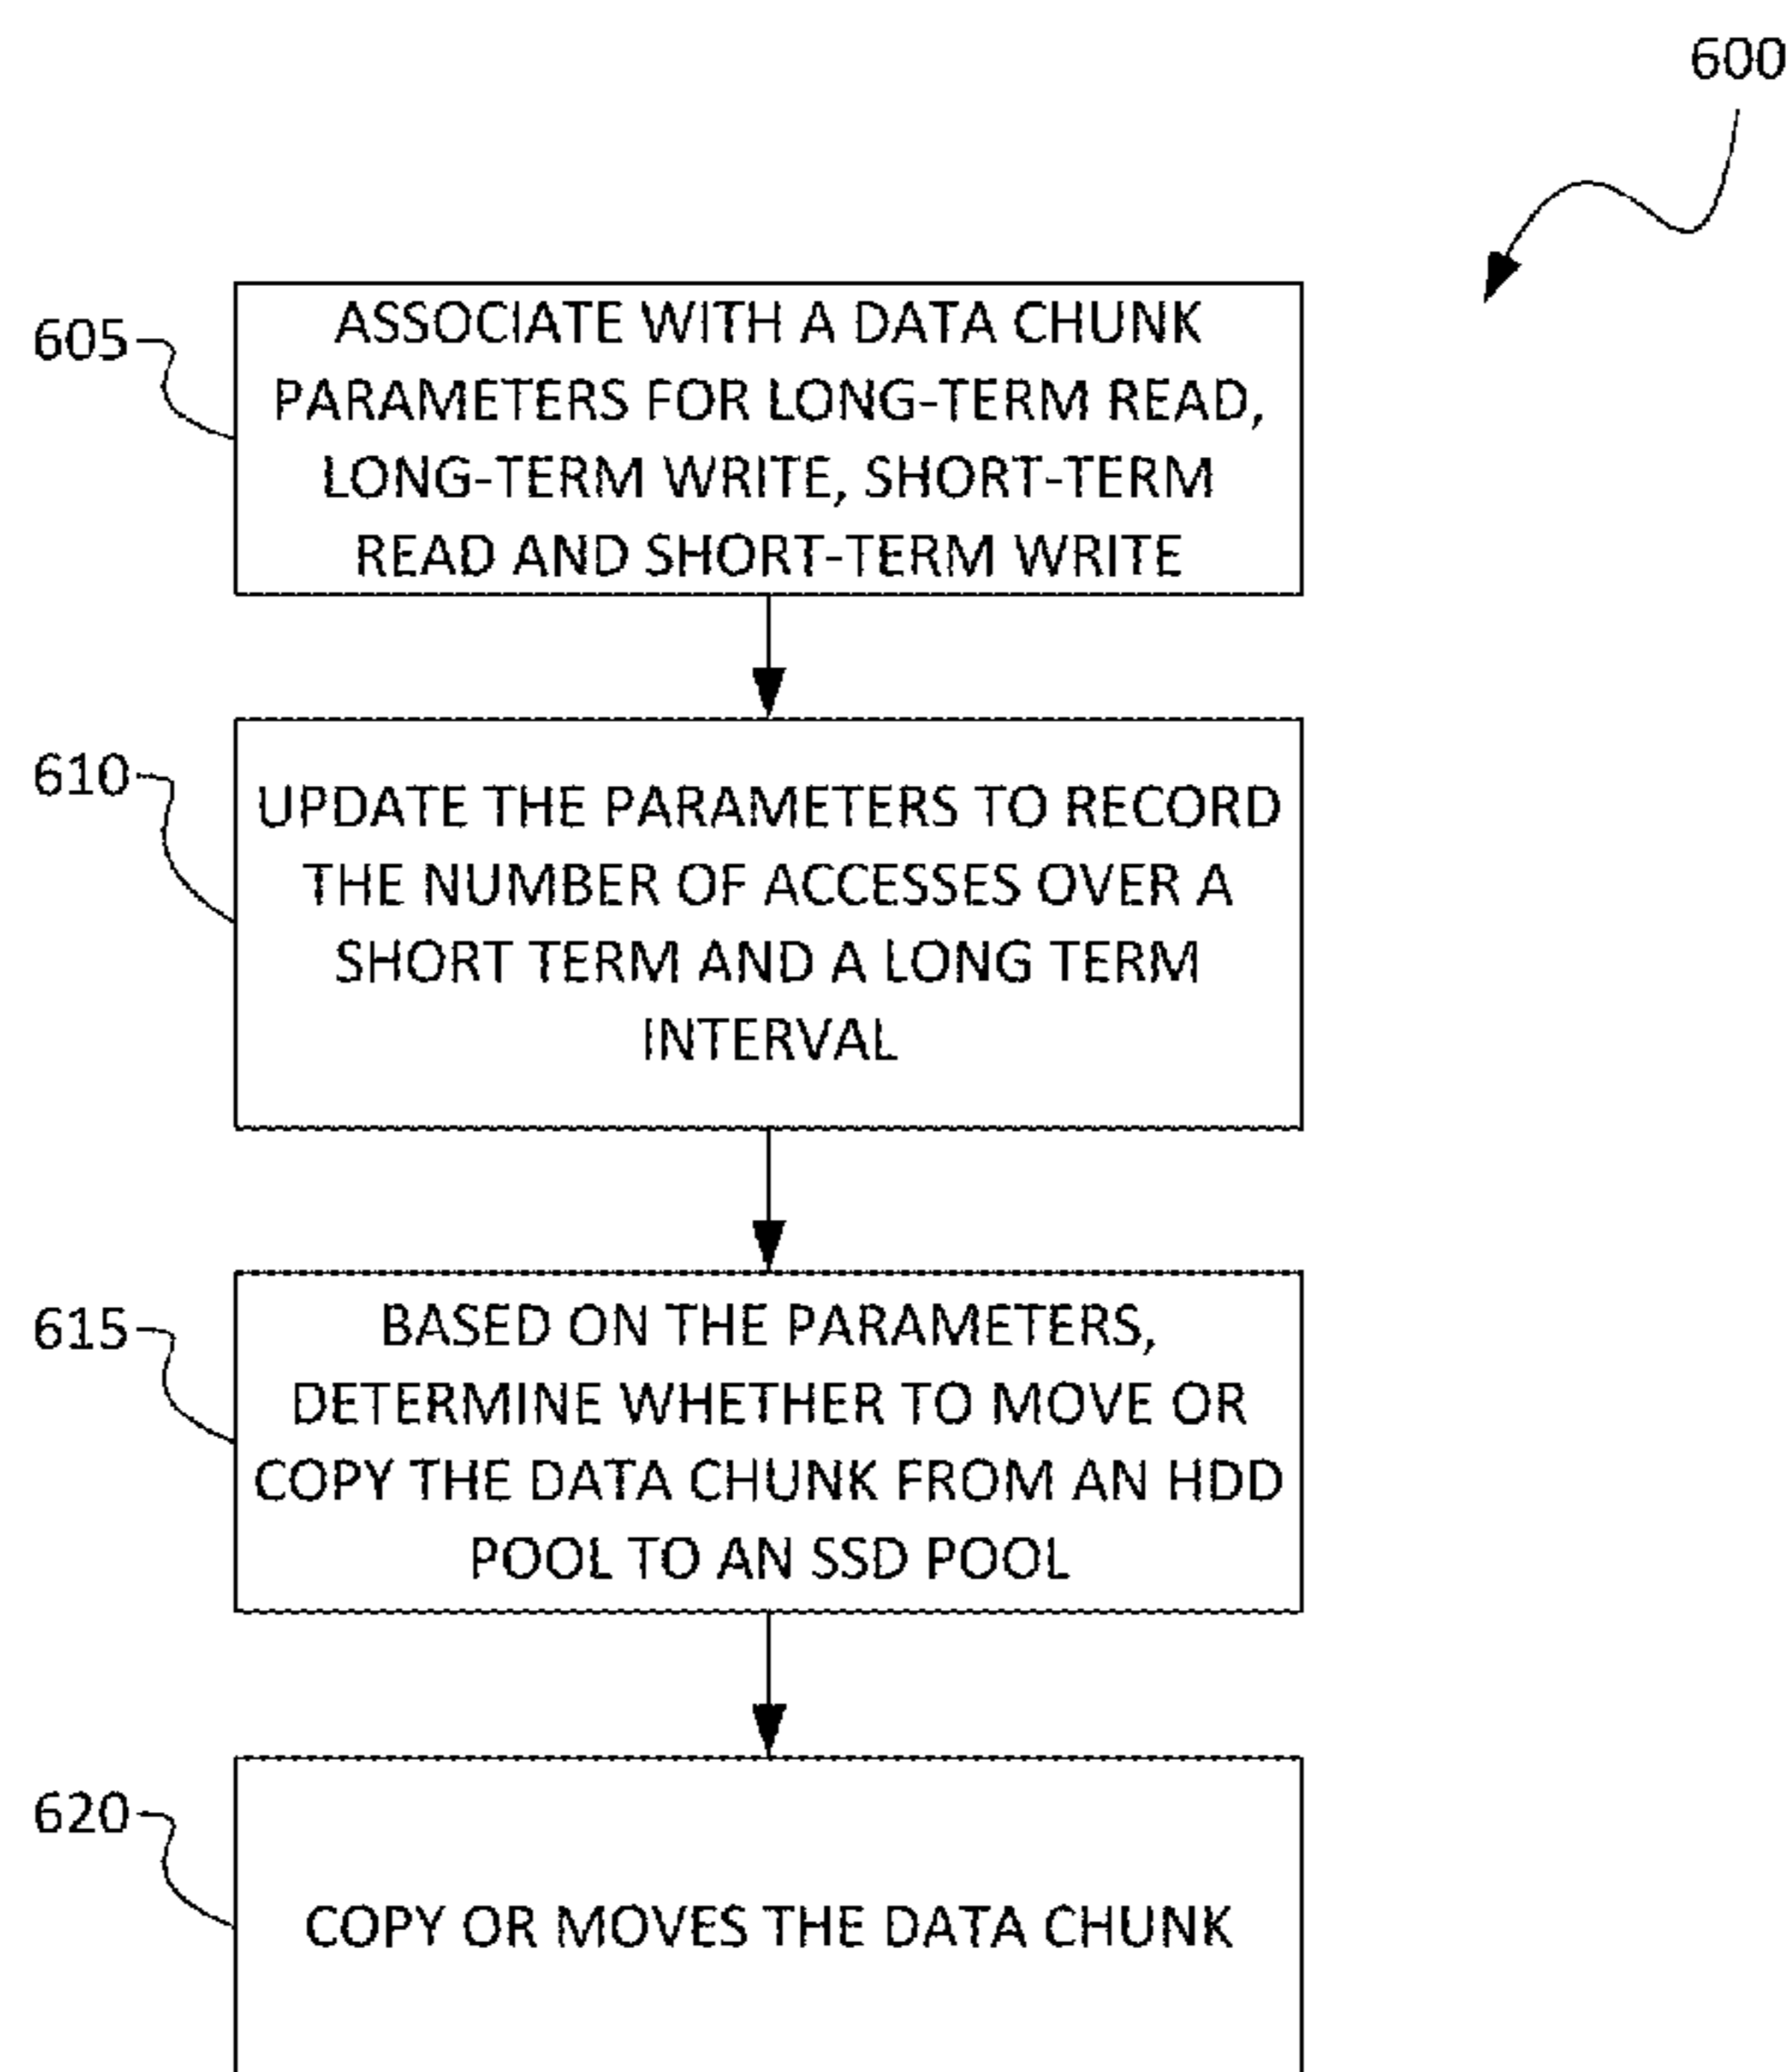 600
605
ASSOCIATE WITH A DATA CHUNK
PARAMETERS FOR LONG-TERM READ,
LONG-TERM WRITE, SHORT-TERM
READ AND SHORT-TERM WRITE
610
UPDATE THE PARAMETERS TO RECORD
THE NUMBER OF ACCESSES OVER A
SHORT TERM AND A LONG TERM
INTERVAL
615
BASED ON THE PARAMETERS,
DETERMINE WHETHER TO MOVE OR
COPY THE DATA CHUNK FROM AN HDD
POOL TO AN SSD POOL
620
COPY OR MOVES THE DATA CHUNK